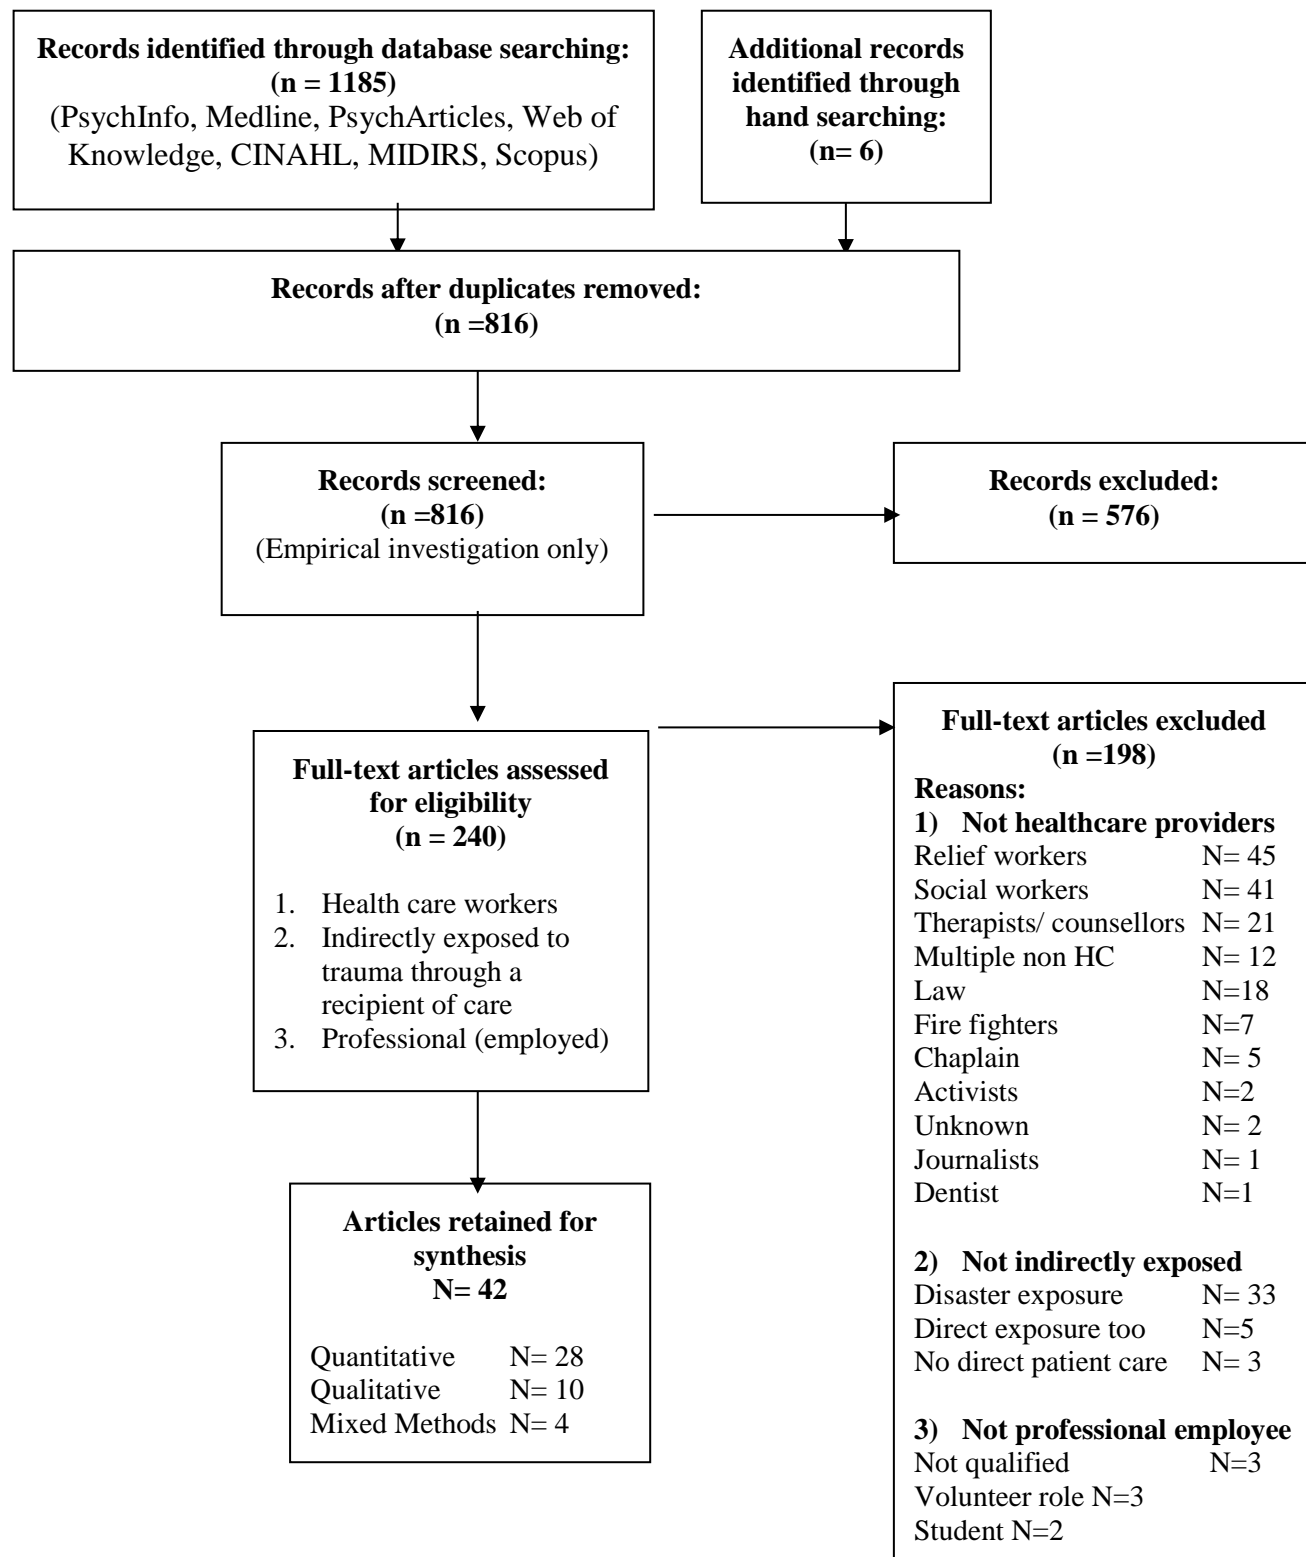 Records identified through database searching:
(n = 1185)
(PsychInfo, Medline, PsychArticles, Web of
Knowledge, CINAHL, MIDIRS, Scopus)
Additional records
identified through
hand searching:
(n= 6)
Records after duplicates removed:
(n =816)
Records screened:
(n =816)
(Empirical investigation only)
Records excluded:
(n = 576)
Full-text articles assessed
for eligibility
(n = 240)
1. Health care workers
2. Indirectly exposed to
trauma through a
recipient of care
3. Professional (employed)
Full-text articles excluded
(n =198)
Reasons:
1) Not healthcare providers
Relief workers N= 45
Social workers N= 41
Therapists/ counsellors N= 21
Multiple non HC N= 12
Law N=18
Fire fighters N=7
Chaplain N= 5
Activists N=2
Unknown N= 2
Journalists N= 1
Dentist N=1
2) Not indirectly exposed
Disaster exposure N= 33
Direct exposure too N=5
No direct patient care N= 3
3) Not professional employee
Not qualified N=3
Volunteer role N=3
Student N=2
Articles retained for
synthesis
N= 42
Quantitative N= 28
Qualitative N= 10
Mixed Methods N= 4